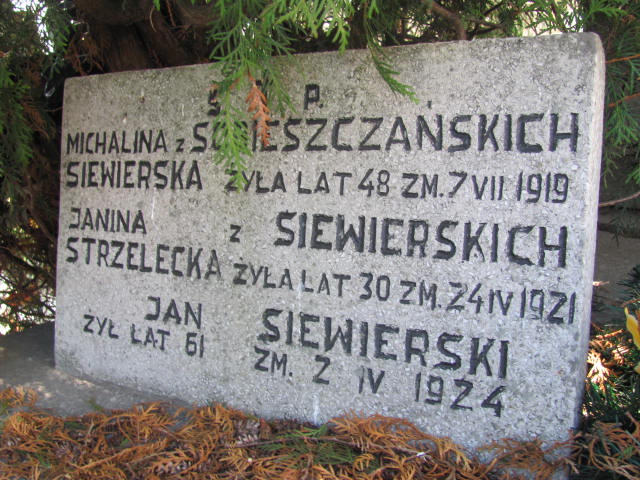 Ś. P.
MICHALINA z SOBIESZCZAŃSKICH
SIEWIERSKA ŻYŁA LAT 48 ZM. 7 VII 1919
JANINA z SIEWIERSKICH
STRZELECKA ŻYŁA LAT 30 ZM. 24 IV 1921
JAN SIEWIERSKI
ŻYŁ LAT 61 ZM. 2 IV 1924